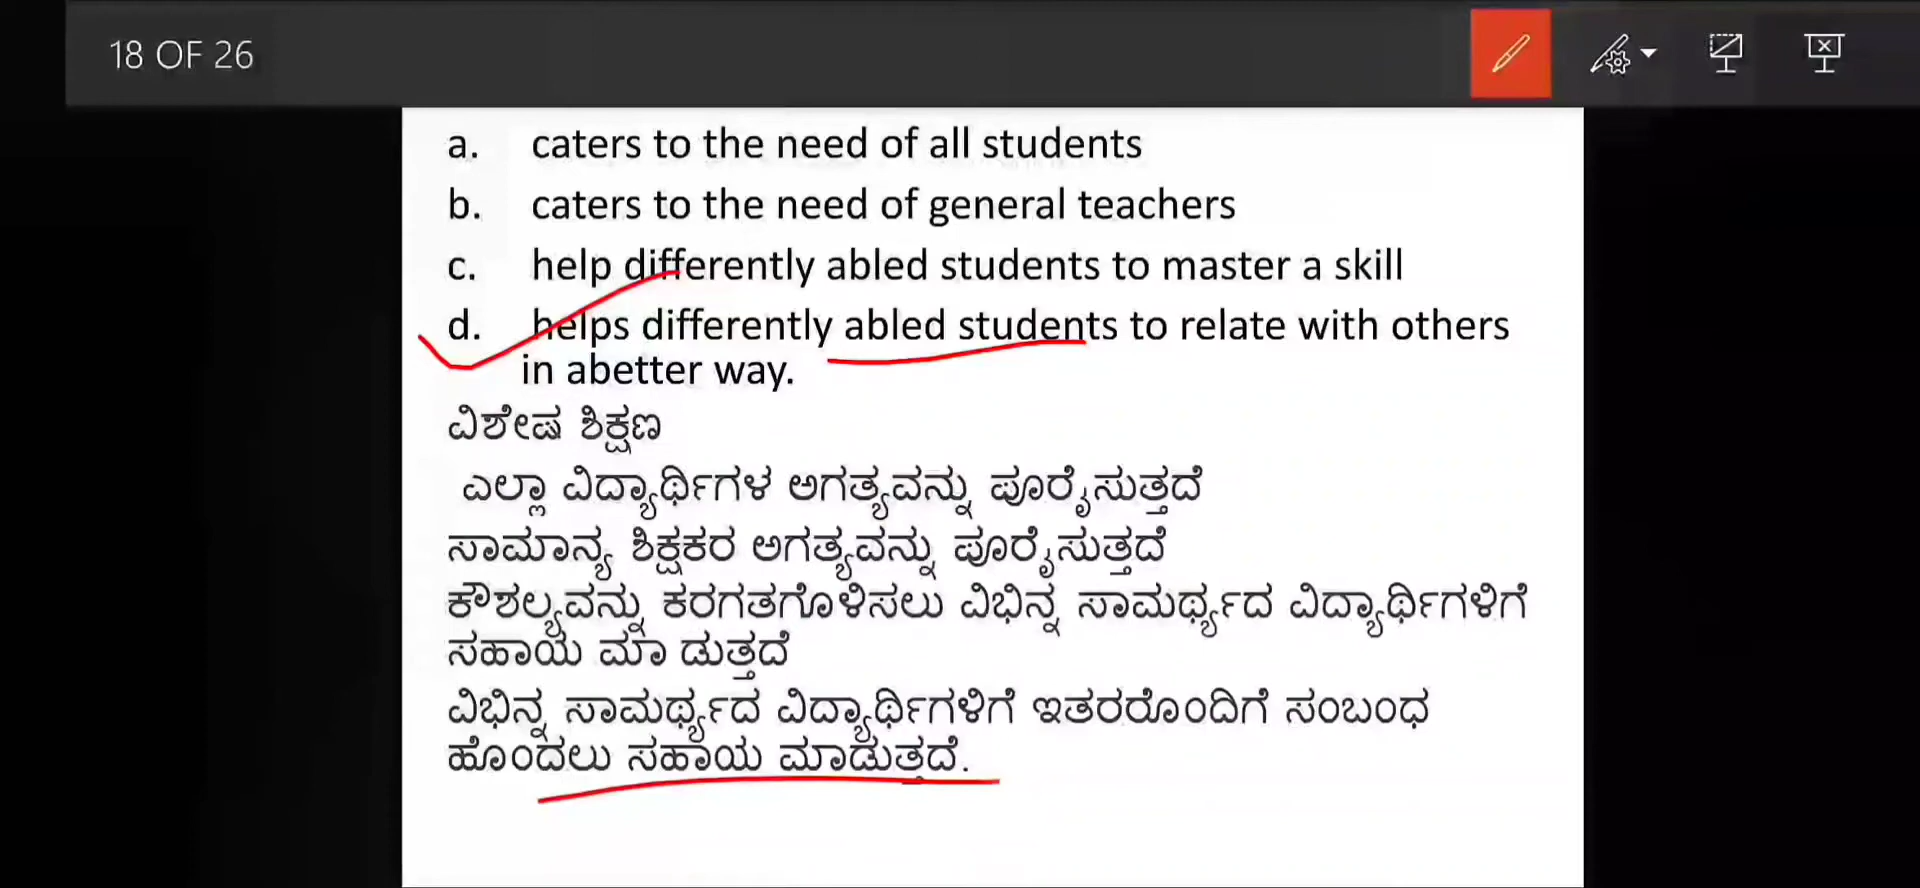 18 OF 26
a. caters to the need of all students
b. caters to the need of general teachers
c. help differently abled students to master a skill
d. helps differently abled students to relate with others
in abetter way.
ವಿಶೇಷ ಶಿಕ್ಷಣ
ಎಲ್ಲಾ ವಿದ್ಯಾರ್ಥಿಗಳ ಅಗತ್ಯವನ್ನು ಪೂರೈಸುತ್ತದೆ
ಸಾಮಾನ್ಯ ಶಿಕ್ಷಕರ ಅಗತ್ಯವನ್ನು ಪೂರೈಸುತ್ತದೆ
ಕೌಶಲ್ಯವನ್ನು ಕರಗತಗೊಳಿಸಲು ವಿಭಿನ್ನ ಸಾಮರ್ಥ್ಯದ ವಿದ್ಯಾರ್ಥಿಗಳಿಗೆ
ಸಹಾಯ ಮಾ ಡುತ್ತದೆ
ವಿಭಿನ್ನ ಸಾಮರ್ಥ್ಯದ ವಿದ್ಯಾರ್ಥಿಗಳಿಗೆ ಇತರರೊಂದಿಗೆ ಸಂಬಂಧ
ಹೊಂದಲು ಸಹಾಯ ಮಾಡುತ್ತದೆ.